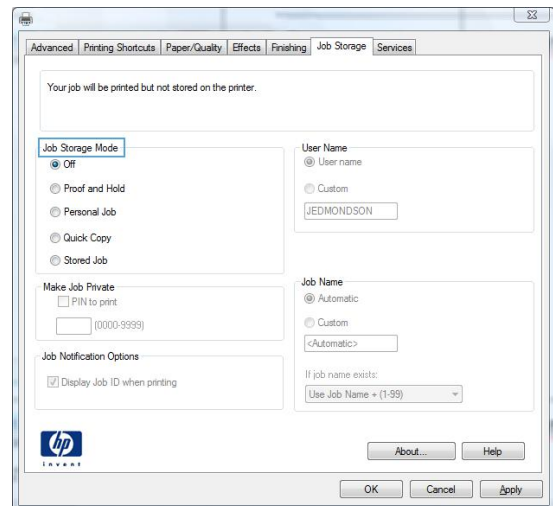 Advanced Printing Shortcuts Paper/Quality Effects Finishing Job Storage Services
Your job will be printed but not stored on the printer.
Job Storage Mode
Off
Proof and Hold
Personal Job
Quick Copy
Stored Job
User Name
User name
Custom
JEDMONDSON
Make Job Private
PIN to print
(0000-9999)
Job Name
Automatic
Custom
<Automatic>
If job name exists:
Use Job Name + (1-99)
Job Notification Options
Display Job ID when printing
hp
invent
About... Help
OK Cancel Apply